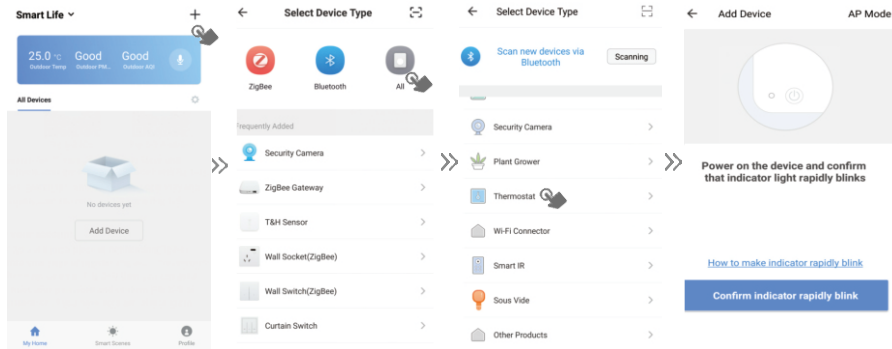 Smart Life
25.0 °C
Outdoor Temp
Good
Outdoor PM...
Good
Outdoor AQI
All Devices
No devices yet
Add Device
My Home
Smart Scenes
Profile
Select Device Type
ZigBee
Bluetooth
All
Frequently Added
Security Camera
ZigBee Gateway
T&H Sensor
Wall Socket(ZigBee)
Wall Switch(ZigBee)
Curtain Switch
Select Device Type
Scan new devices via
Bluetooth
Scanning
Security Camera
Plant Grower
Thermostat
Wi-Fi Connector
Smart IR
Sous Vide
Other Products
Add Device
AP Mode
Power on the device and confirm
that indicator light rapidly blinks
How to make indicator rapidly blink
Confirm indicator rapidly blink